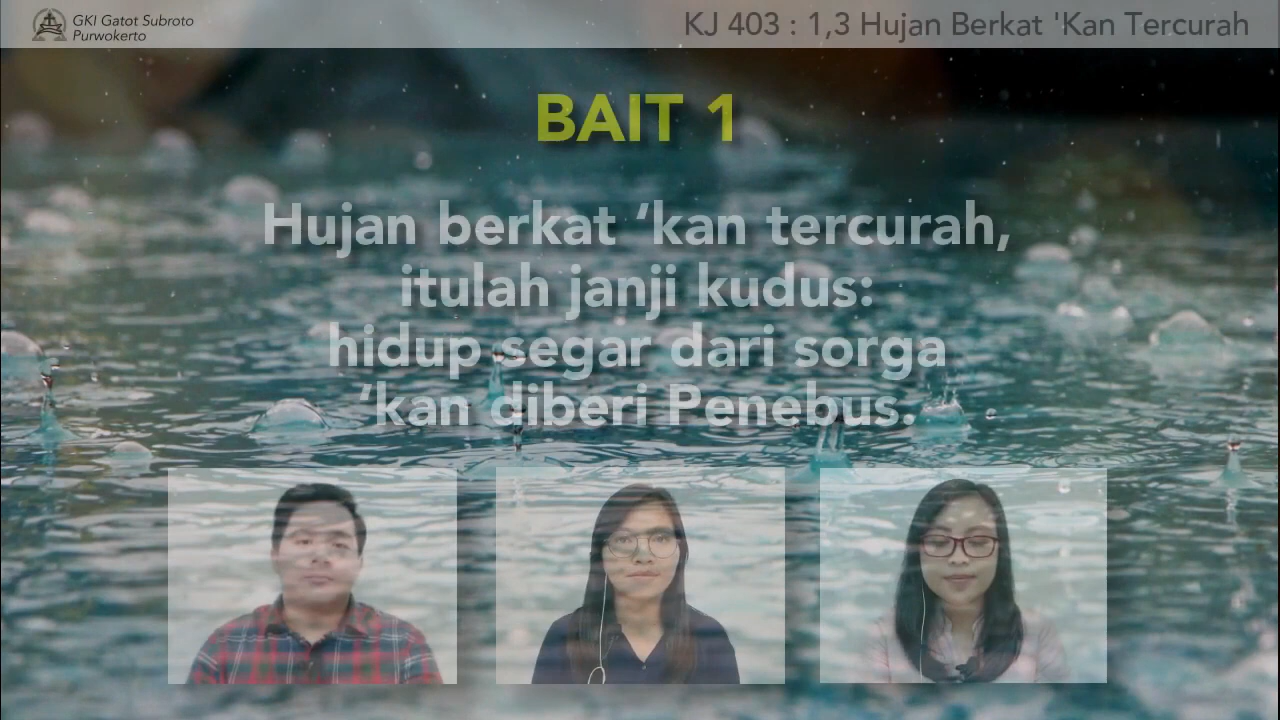 GKI Gatot Subroto
Purwokerto
KJ 403 : 1,3 Hujan Berkat 'Kan Tercurah
BAIT 1
Hujan berkat ‘kan tercurah,
itulah janji kudus:
hidup segar dari sorga
‘kan diberi Penebus.